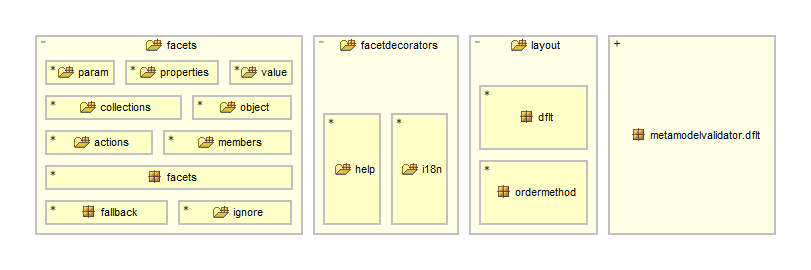 facets
param
properties
value
collections
object
actions
members
facets
fallback
ignore
facetdecorators
help
i18n
layout
dflt
ordermethod
metamodelvalidator.dflt